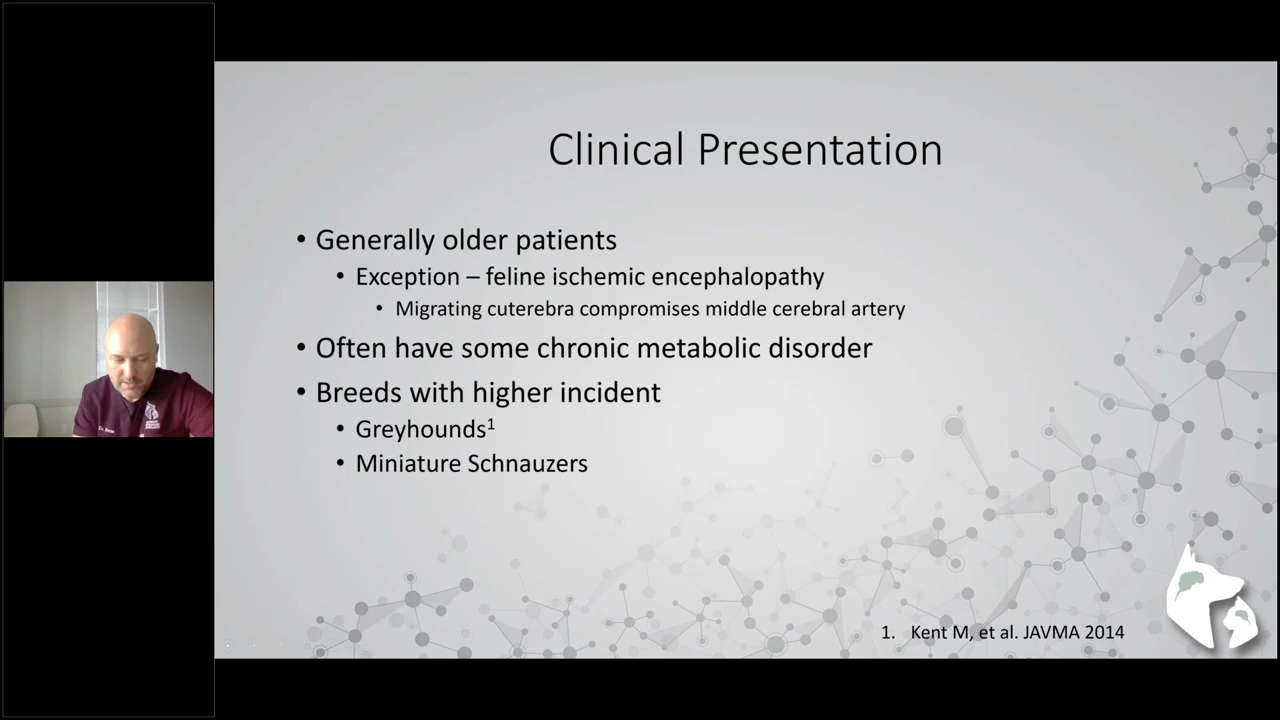 Clinical Presentation
• Generally older patients
• Exception – feline ischemic encephalopathy
• Migrating cuterebra compromises middle cerebral artery
• Often have some chronic metabolic disorder
• Breeds with higher incident
• Greyhounds¹
• Miniature Schnauzers
1. Kent M, et al. JAVMA 2014